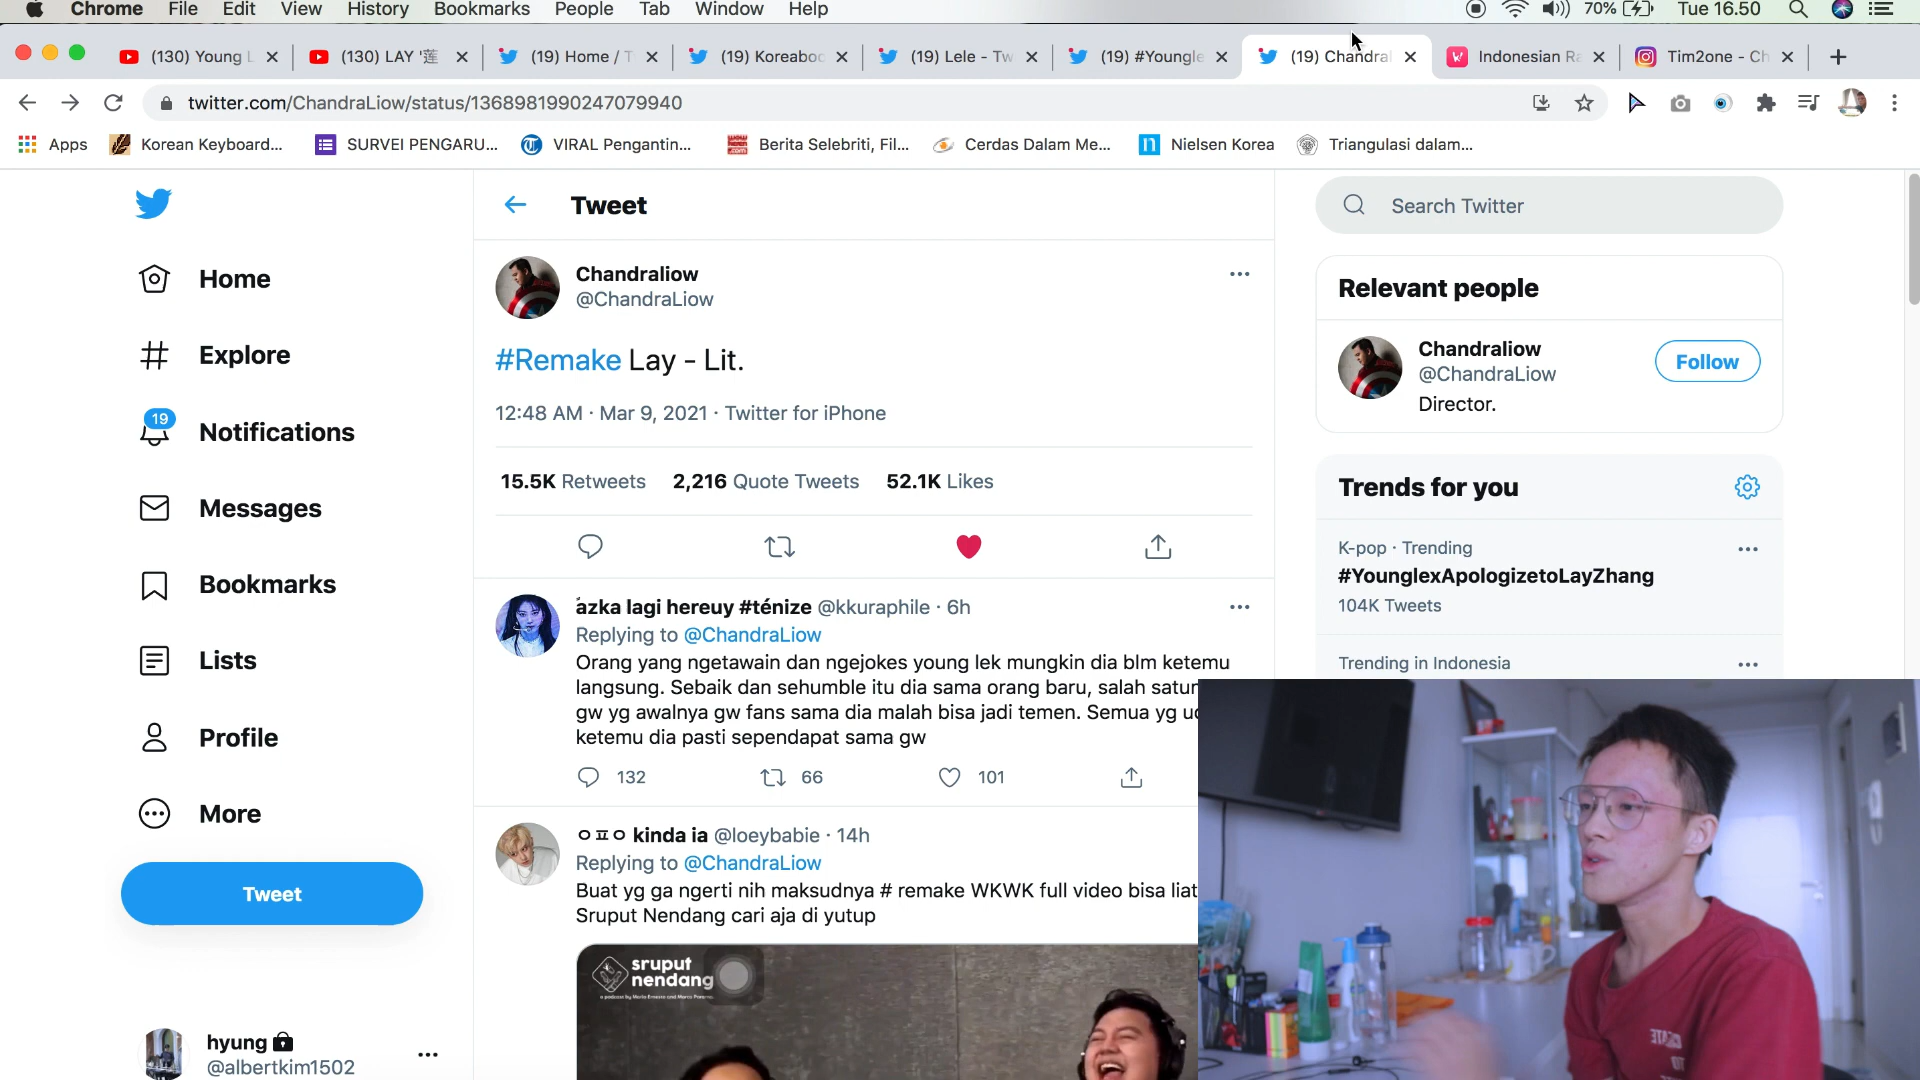 Chrome File Edit View History Bookmarks People Tab Window Help
70% Tue 16.50
(130) Young L
(130) LAY '莲
(19) Home / T
(19) Koreaboo
(19) Lele - Tw
(19) #Youngle
(19) Chandral
Indonesian Ra
Tim2one - Ch
twitter.com/ChandraLiow/status/1368981990247079940
Apps
Korean Keyboard...
SURVEI PENGARU...
VIRAL Pengantin...
Berita Selebriti, Fil...
Cerdas Dalam Me...
Nielsen Korea
Triangulasi dalam...
Home
Explore
19
Notifications
Messages
Bookmarks
Lists
Profile
More
Tweet
hyung
@albertkim1502
Tweet
Chandraliow
@ChandraLiow
#Remake Lay - Lit.
12:48 AM · Mar 9, 2021 · Twitter for iPhone
15.5K Retweets 2,216 Quote Tweets 52.1K Likes
azka lagi hereuy #ténize @kkuraphile · 6h
Replying to @ChandraLiow
Orang yang ngetawain dan ngejokes young lek mungkin dia blm ketemu
langsung. Sebaik dan sehumble itu dia sama orang baru, salah satur
gw yg awalnya gw fans sama dia malah bisa jadi temen. Semua yg
ketemu dia pasti sependapat sama gw
132 66 101
ㅇㅍㅇ kinda ia @loeybabie · 14h
Replying to @ChandraLiow
Buat yg ga ngerti nih maksudnya # remake WKWK full video bisa liat
Sruput Nendang cari aja di yutup
sruput
nendang
a podcast by
Search Twitter
Relevant people
Chandraliow
@ChandraLiow
Director.
Follow
Trends for you
K-pop · Trending
#YounglexApologizetoLayZhang
104K Tweets
Trending in Indonesia